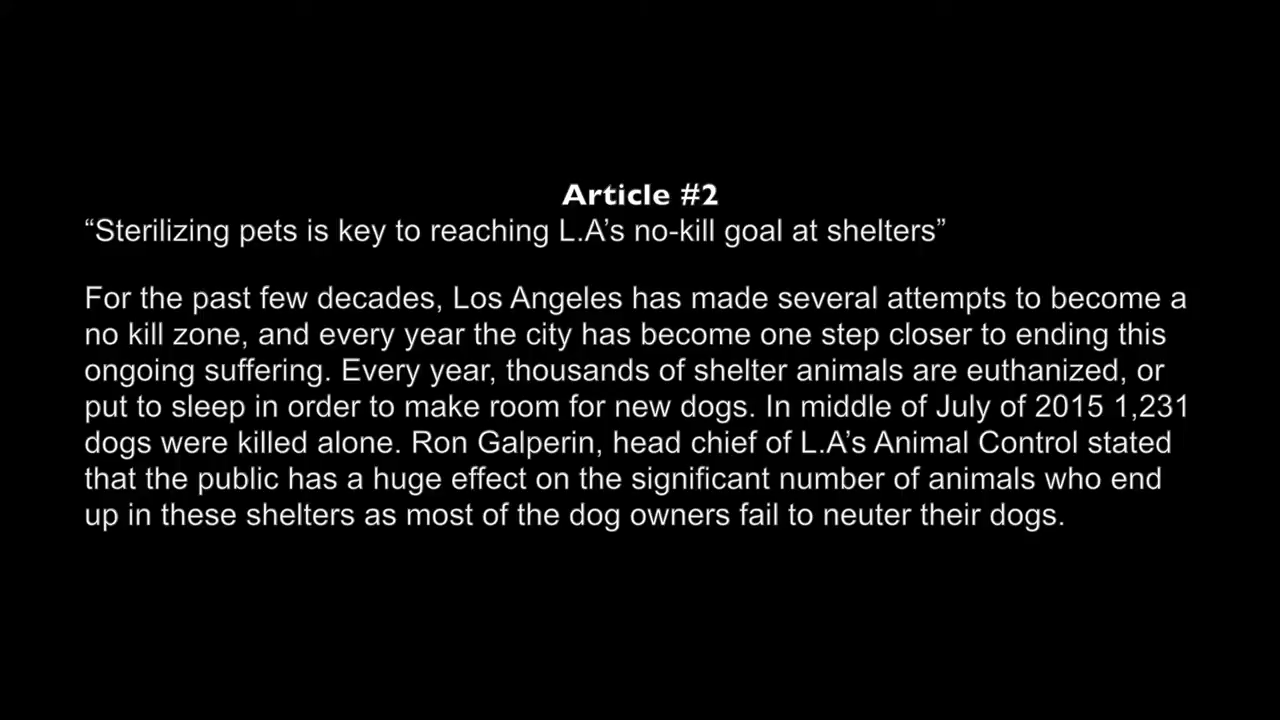 Article #2
“Sterilizing pets is key to reaching L.A’s no-kill goal at shelters”
For the past few decades, Los Angeles has made several attempts to become a
no kill zone, and every year the city has become one step closer to ending this
ongoing suffering. Every year, thousands of shelter animals are euthanized, or
put to sleep in order to make room for new dogs. In middle of July of 2015 1,231
dogs were killed alone. Ron Galperin, head chief of L.A’s Animal Control stated
that the public has a huge effect on the significant number of animals who end
up in these shelters as most of the dog owners fail to neuter their dogs.